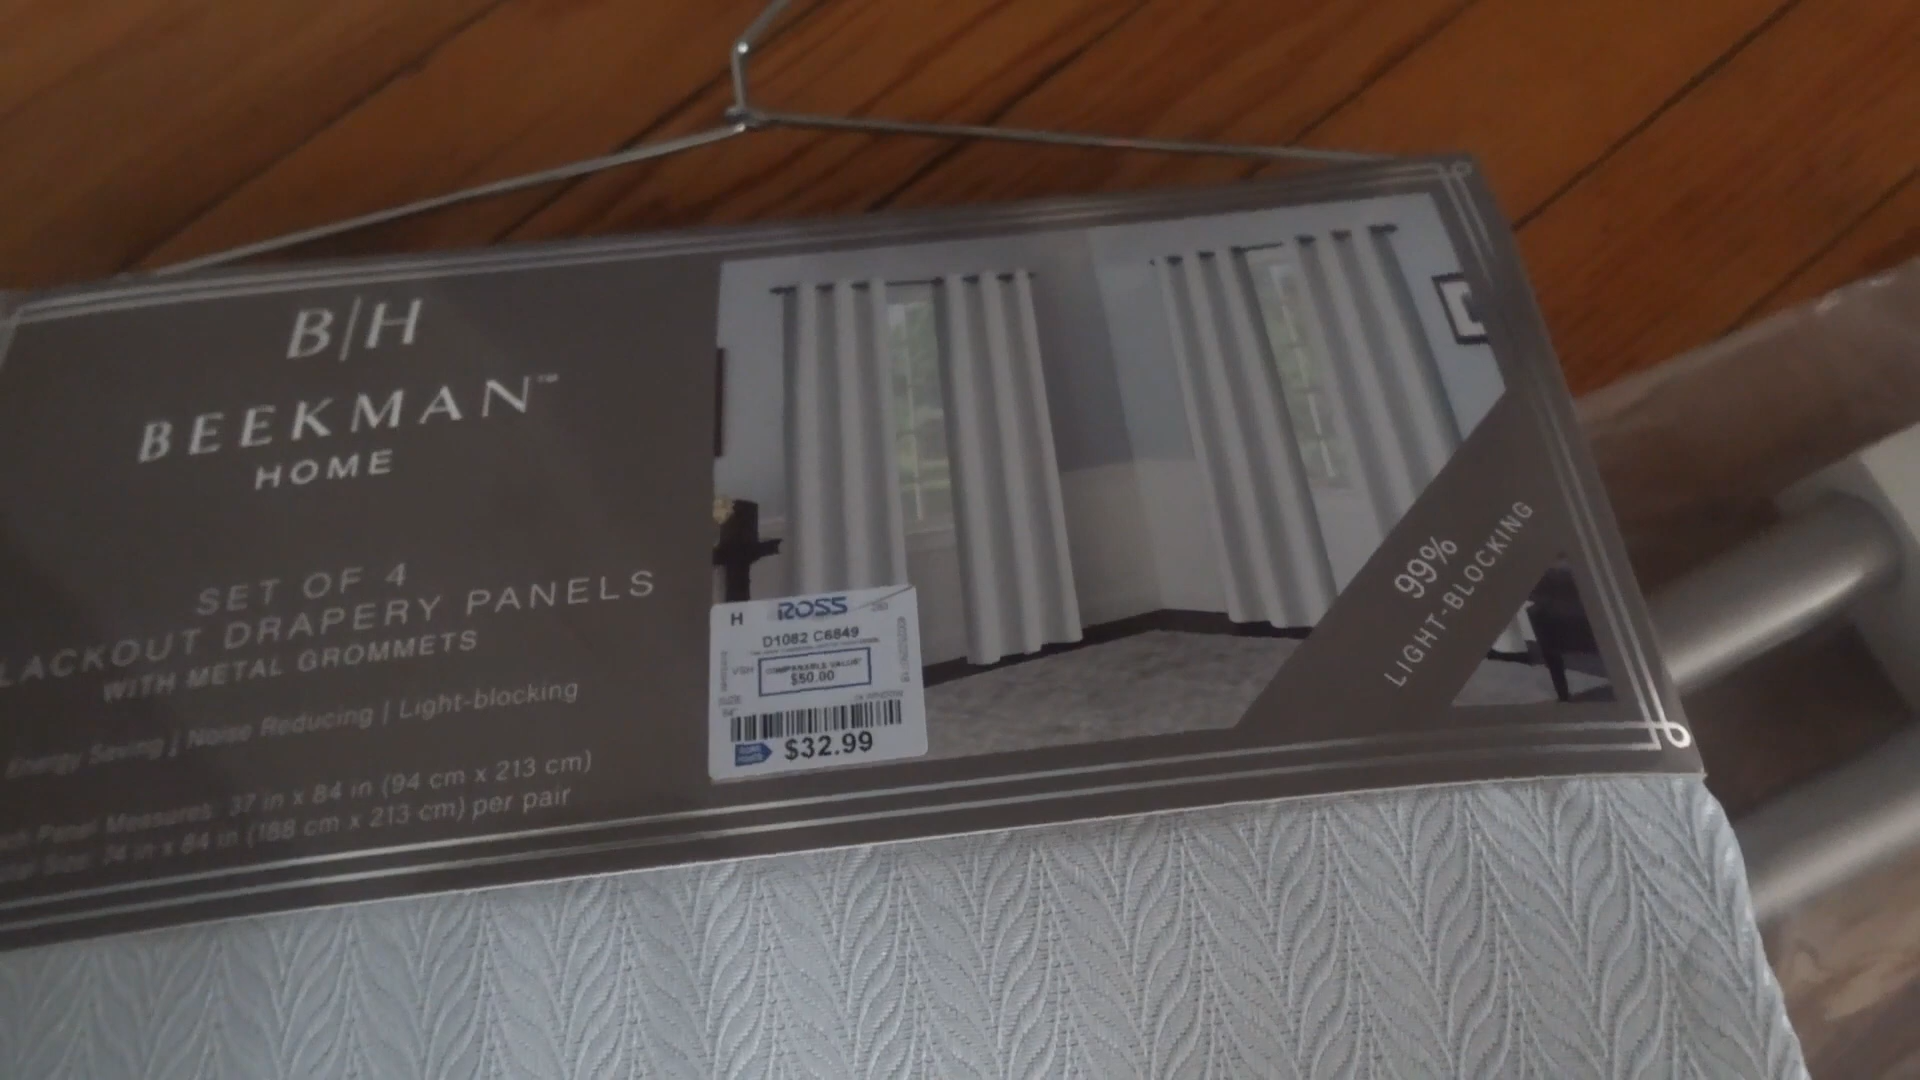 B/H
BEEKMAN™
HOME
SET OF 4
LACKOUT DRAPERY PANELS
WITH METAL GROMMETS
Energy Saving | Noise Reducing | Light-blocking
Panel Measures: 37 in x 84 in (94 cm x 213 cm)
Size: 74 in x 84 in (188 cm x 213 cm) per pair
99%
LIGHT-BLOCKING
H ROSS
D1082 C6849
COMPARABLE VALUE*
$50.00
$32.99